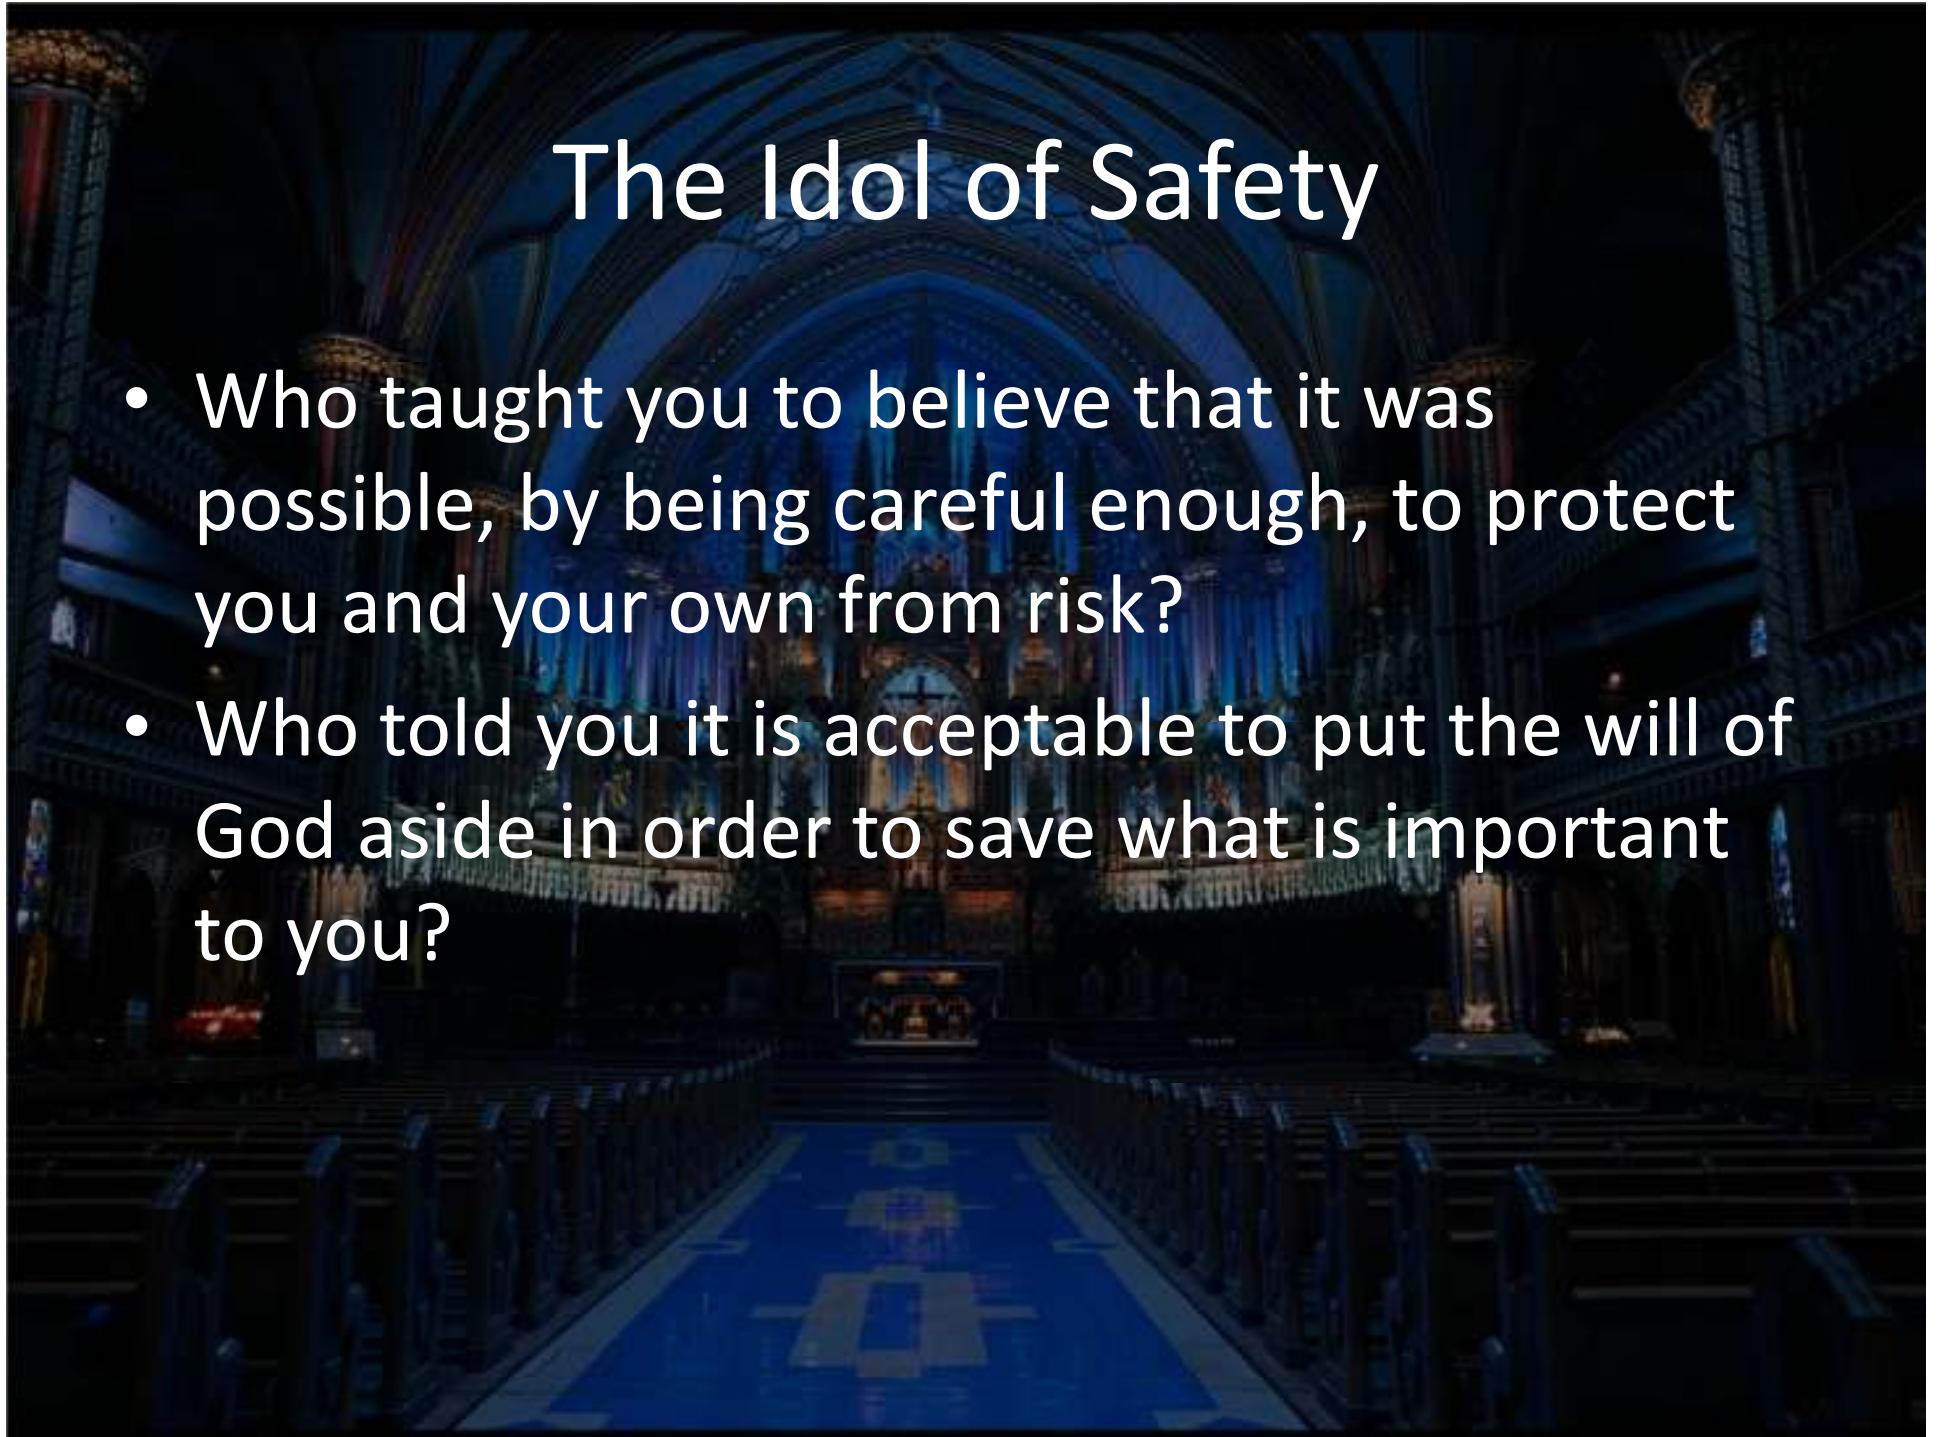 The Idol of Safety
• Who taught you to believe that it was
possible, by being careful enough, to protect
you and your own from risk?
• Who told you it is acceptable to put the will of
God aside in order to save what is important
to you?